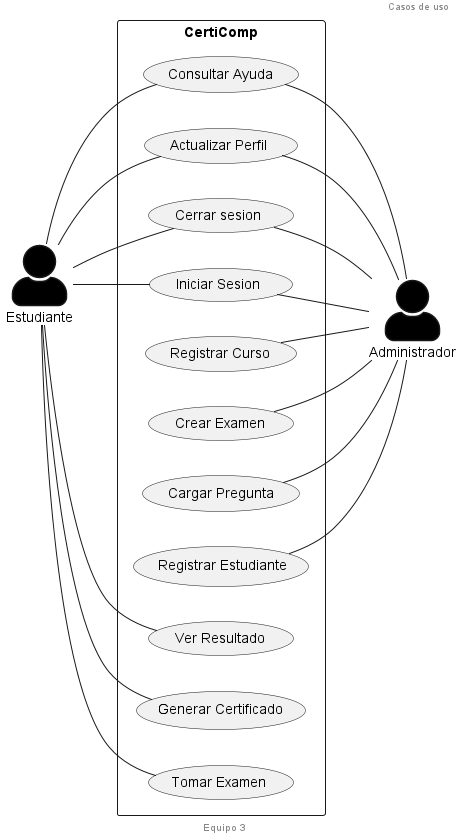 Casos de uso
CertiComp
Consultar Ayuda
Actualizar Perfil
Cerrar sesion
Iniciar Sesion
Estudiante
Administrador
Registrar Curso
Crear Examen
Cargar Pregunta
Registrar Estudiante
Ver Resultado
Generar Certificado
Tomar Examen
Equipo 3